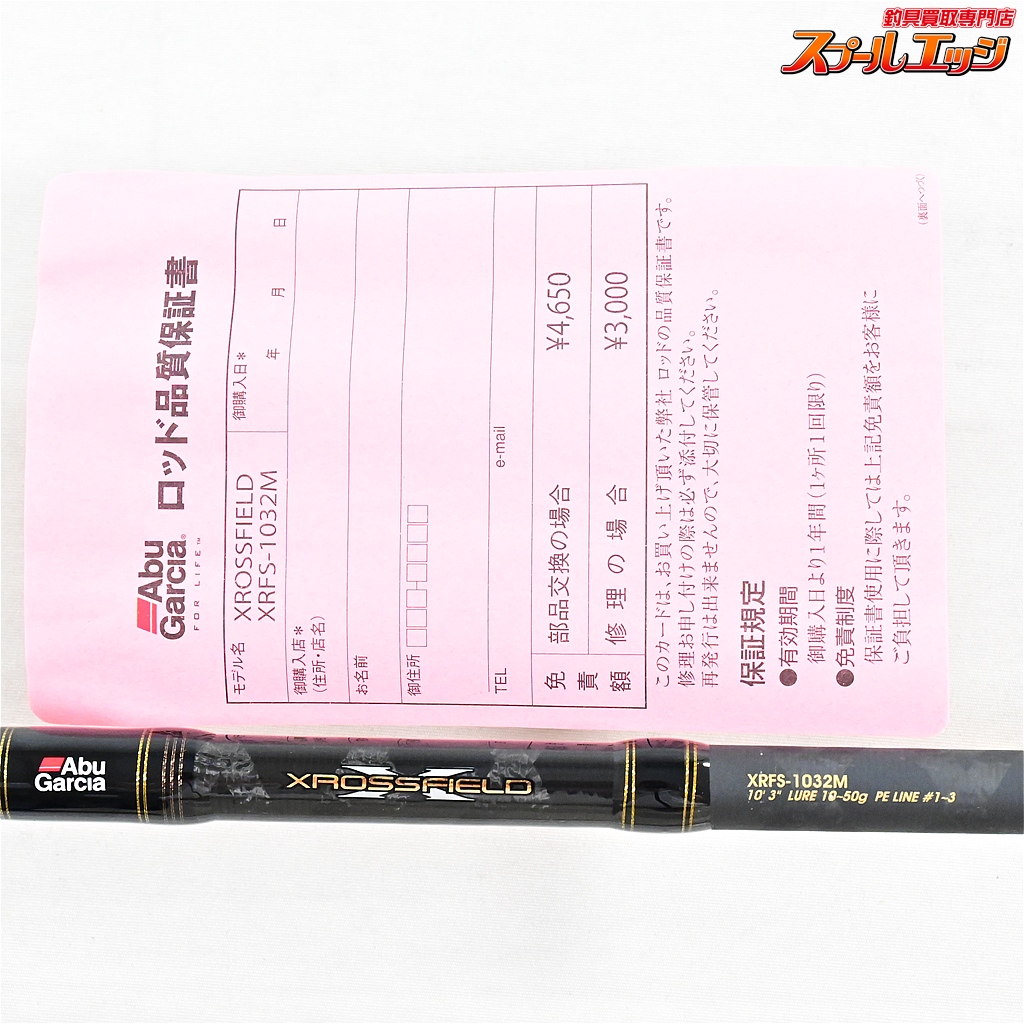 釣具買取専門店
スプールエッジ
Abu
Garcia®
FOR LIFE™
ロッド品質保証書
モデル名
XROSSFIELD
XRFS-1032M
御購入日*
年 月 日
御購入店*
(住所・店名)
お名前
御住所
TEL
e-mail
免責額
部品交換の場合 ¥4,650
修理の場合 ¥3,000
このカードは、お買い上げ頂いた弊社 ロッドの品質保証書です。
修理お申し付けの際は必ず添付してください。
再発行は出来ませんので、大切に保管してください。
保証規定
●有効期間
御購入日より1年間(1ヶ所1回限り)
●免責制度
保証書使用に際しては上記免責額をお客様に
ご負担して頂きます。
(裏面へつづく)
Abu
Garcia
XROSSFIELD
XRFS-1032M
10' 3" LURE 10~50g PE LINE #1~3